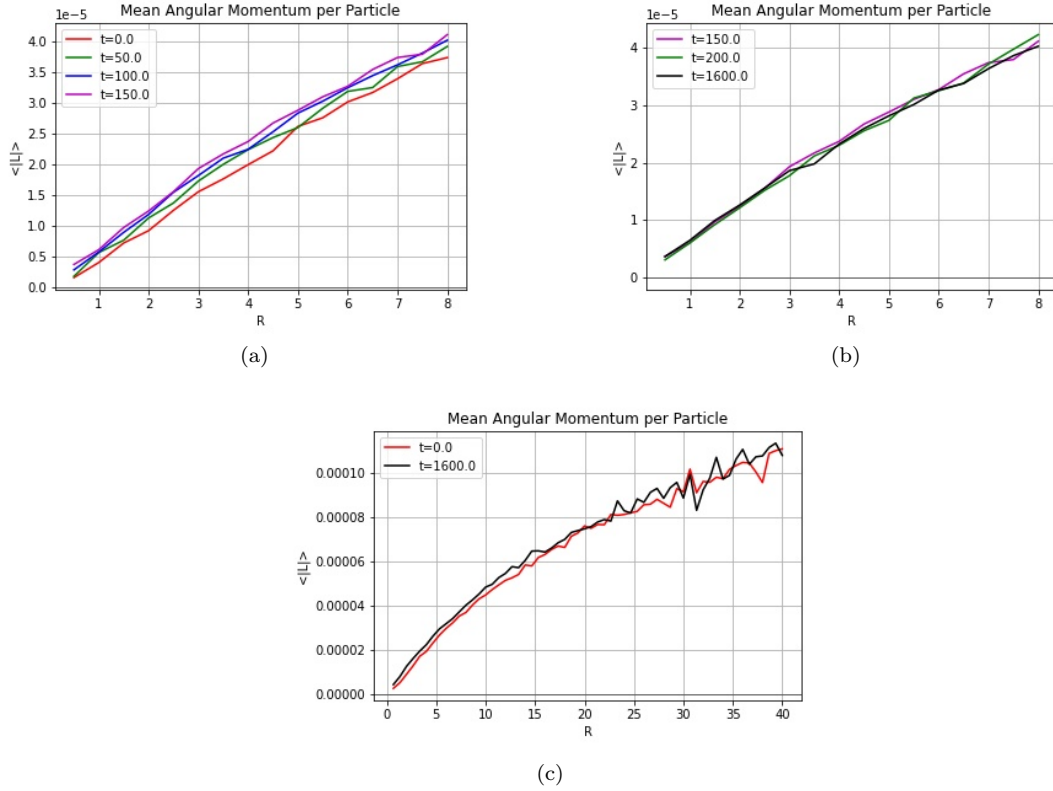 Mean Angular Momentum per Particle
1e−5
t=0.0
t=50.0
t=100.0
t=150.0
4.0
3.5
3.0
2.5
2.0
1.5
1.0
0.5
0.0
<|L|>
1 2 3 4 5 6 7 8
R
(a)
Mean Angular Momentum per Particle
1e−5
t=150.0
t=200.0
t=1600.0
4
3
2
1
0
<|L|>
1 2 3 4 5 6 7 8
R
(b)
Mean Angular Momentum per Particle
t=0.0
t=1600.0
0.00010
0.00008
0.00006
0.00004
0.00002
0.00000
<|L|>
0 5 10 15 20 25 30 35 40
R
(c)